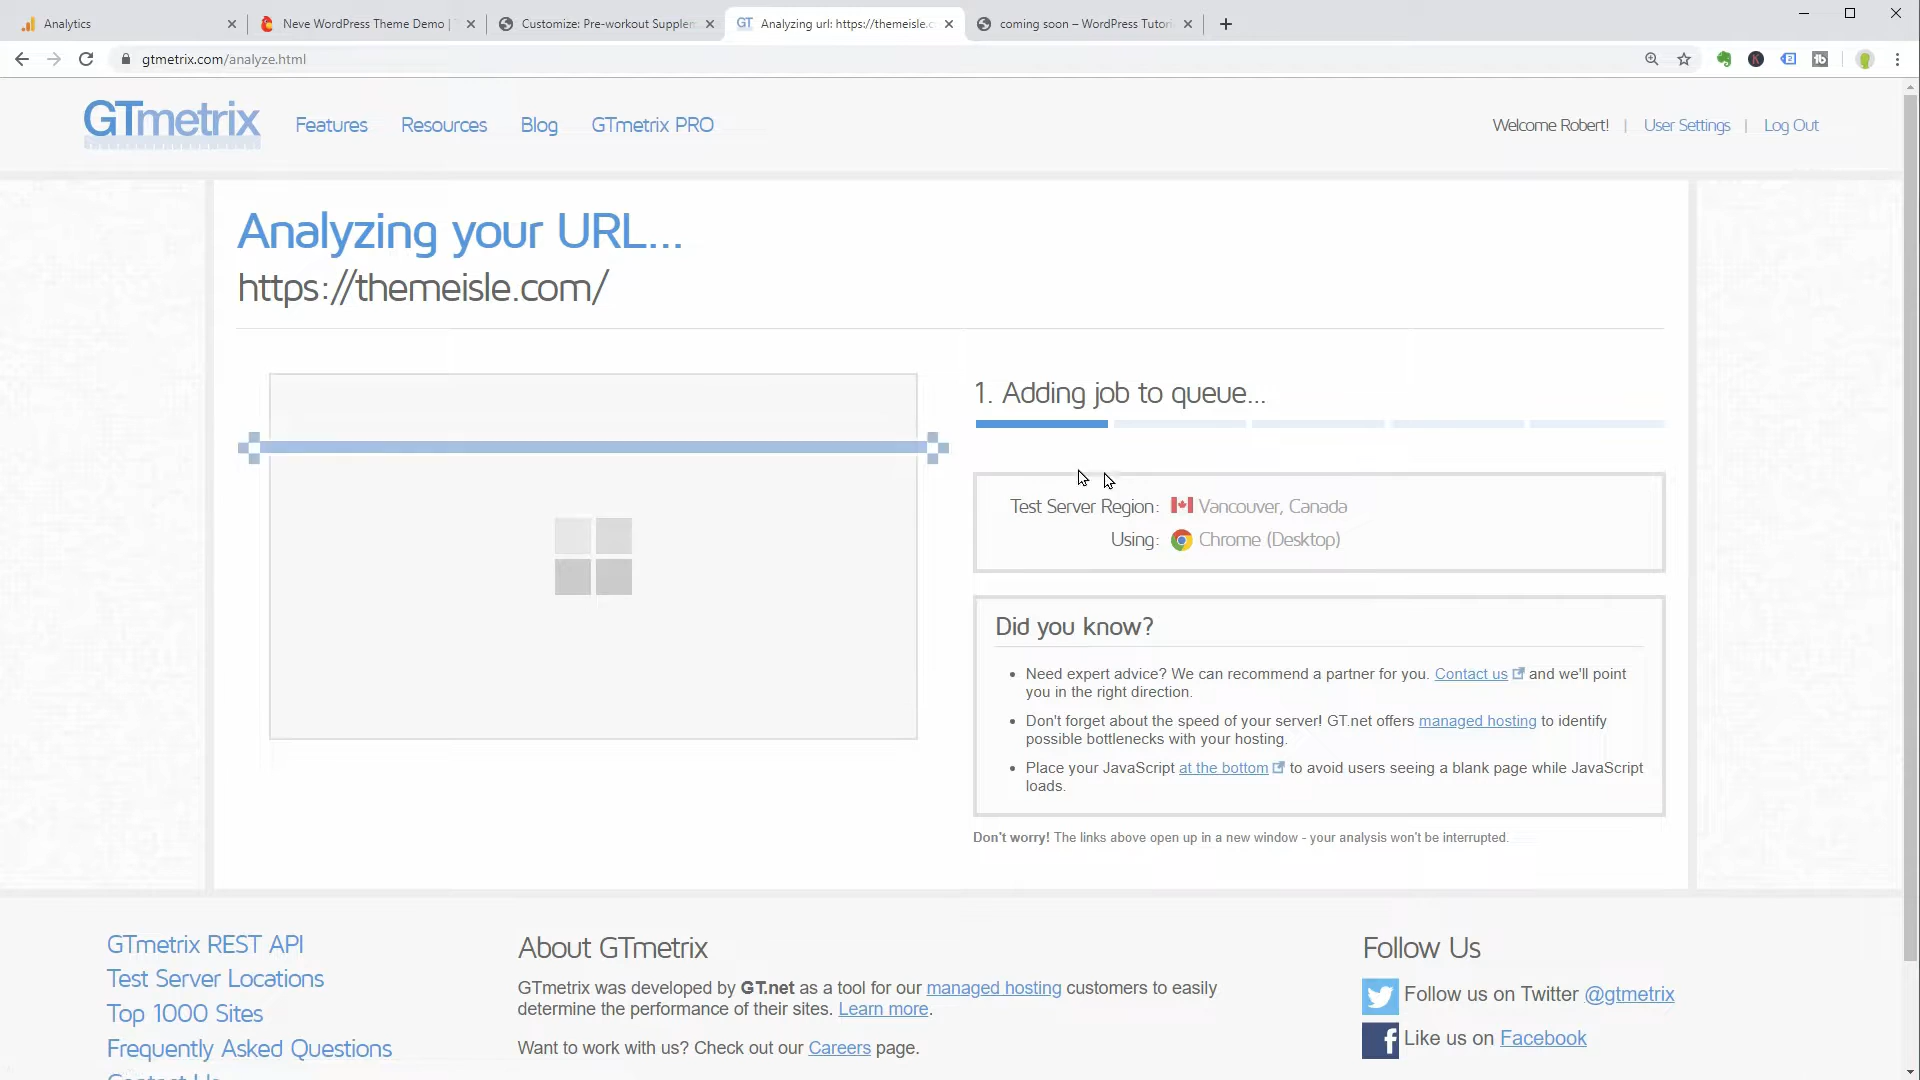 Analytics
Neve WordPress Theme Demo |
Customize: Pre-workout Supplem
GT Analyzing url: https://themeisle.c
coming soon – WordPress Tutori
gtmetrix.com/analyze.html
GTmetrix
Features
Resources
Blog
GTmetrix PRO
Welcome Robert! | User Settings | Log Out
Analyzing your URL...
https://themeisle.com/
1. Adding job to queue...
Test Server Region: Vancouver, Canada
Using: Chrome (Desktop)
Did you know?
• Need expert advice? We can recommend a partner for you. Contact us and we'll point
you in the right direction.
• Don't forget about the speed of your server! GT.net offers managed hosting to identify
possible bottlenecks with your hosting.
• Place your JavaScript at the bottom to avoid users seeing a blank page while JavaScript
loads.
Don't worry! The links above open up in a new window - your analysis won't be interrupted.
GTmetrix REST API
Test Server Locations
Top 1000 Sites
Frequently Asked Questions
Contact Us
About GTmetrix
GTmetrix was developed by GT.net as a tool for our managed hosting customers to easily
determine the performance of their sites. Learn more.
Want to work with us? Check out our Careers page.
Follow Us
Follow us on Twitter @gtmetrix
Like us on Facebook